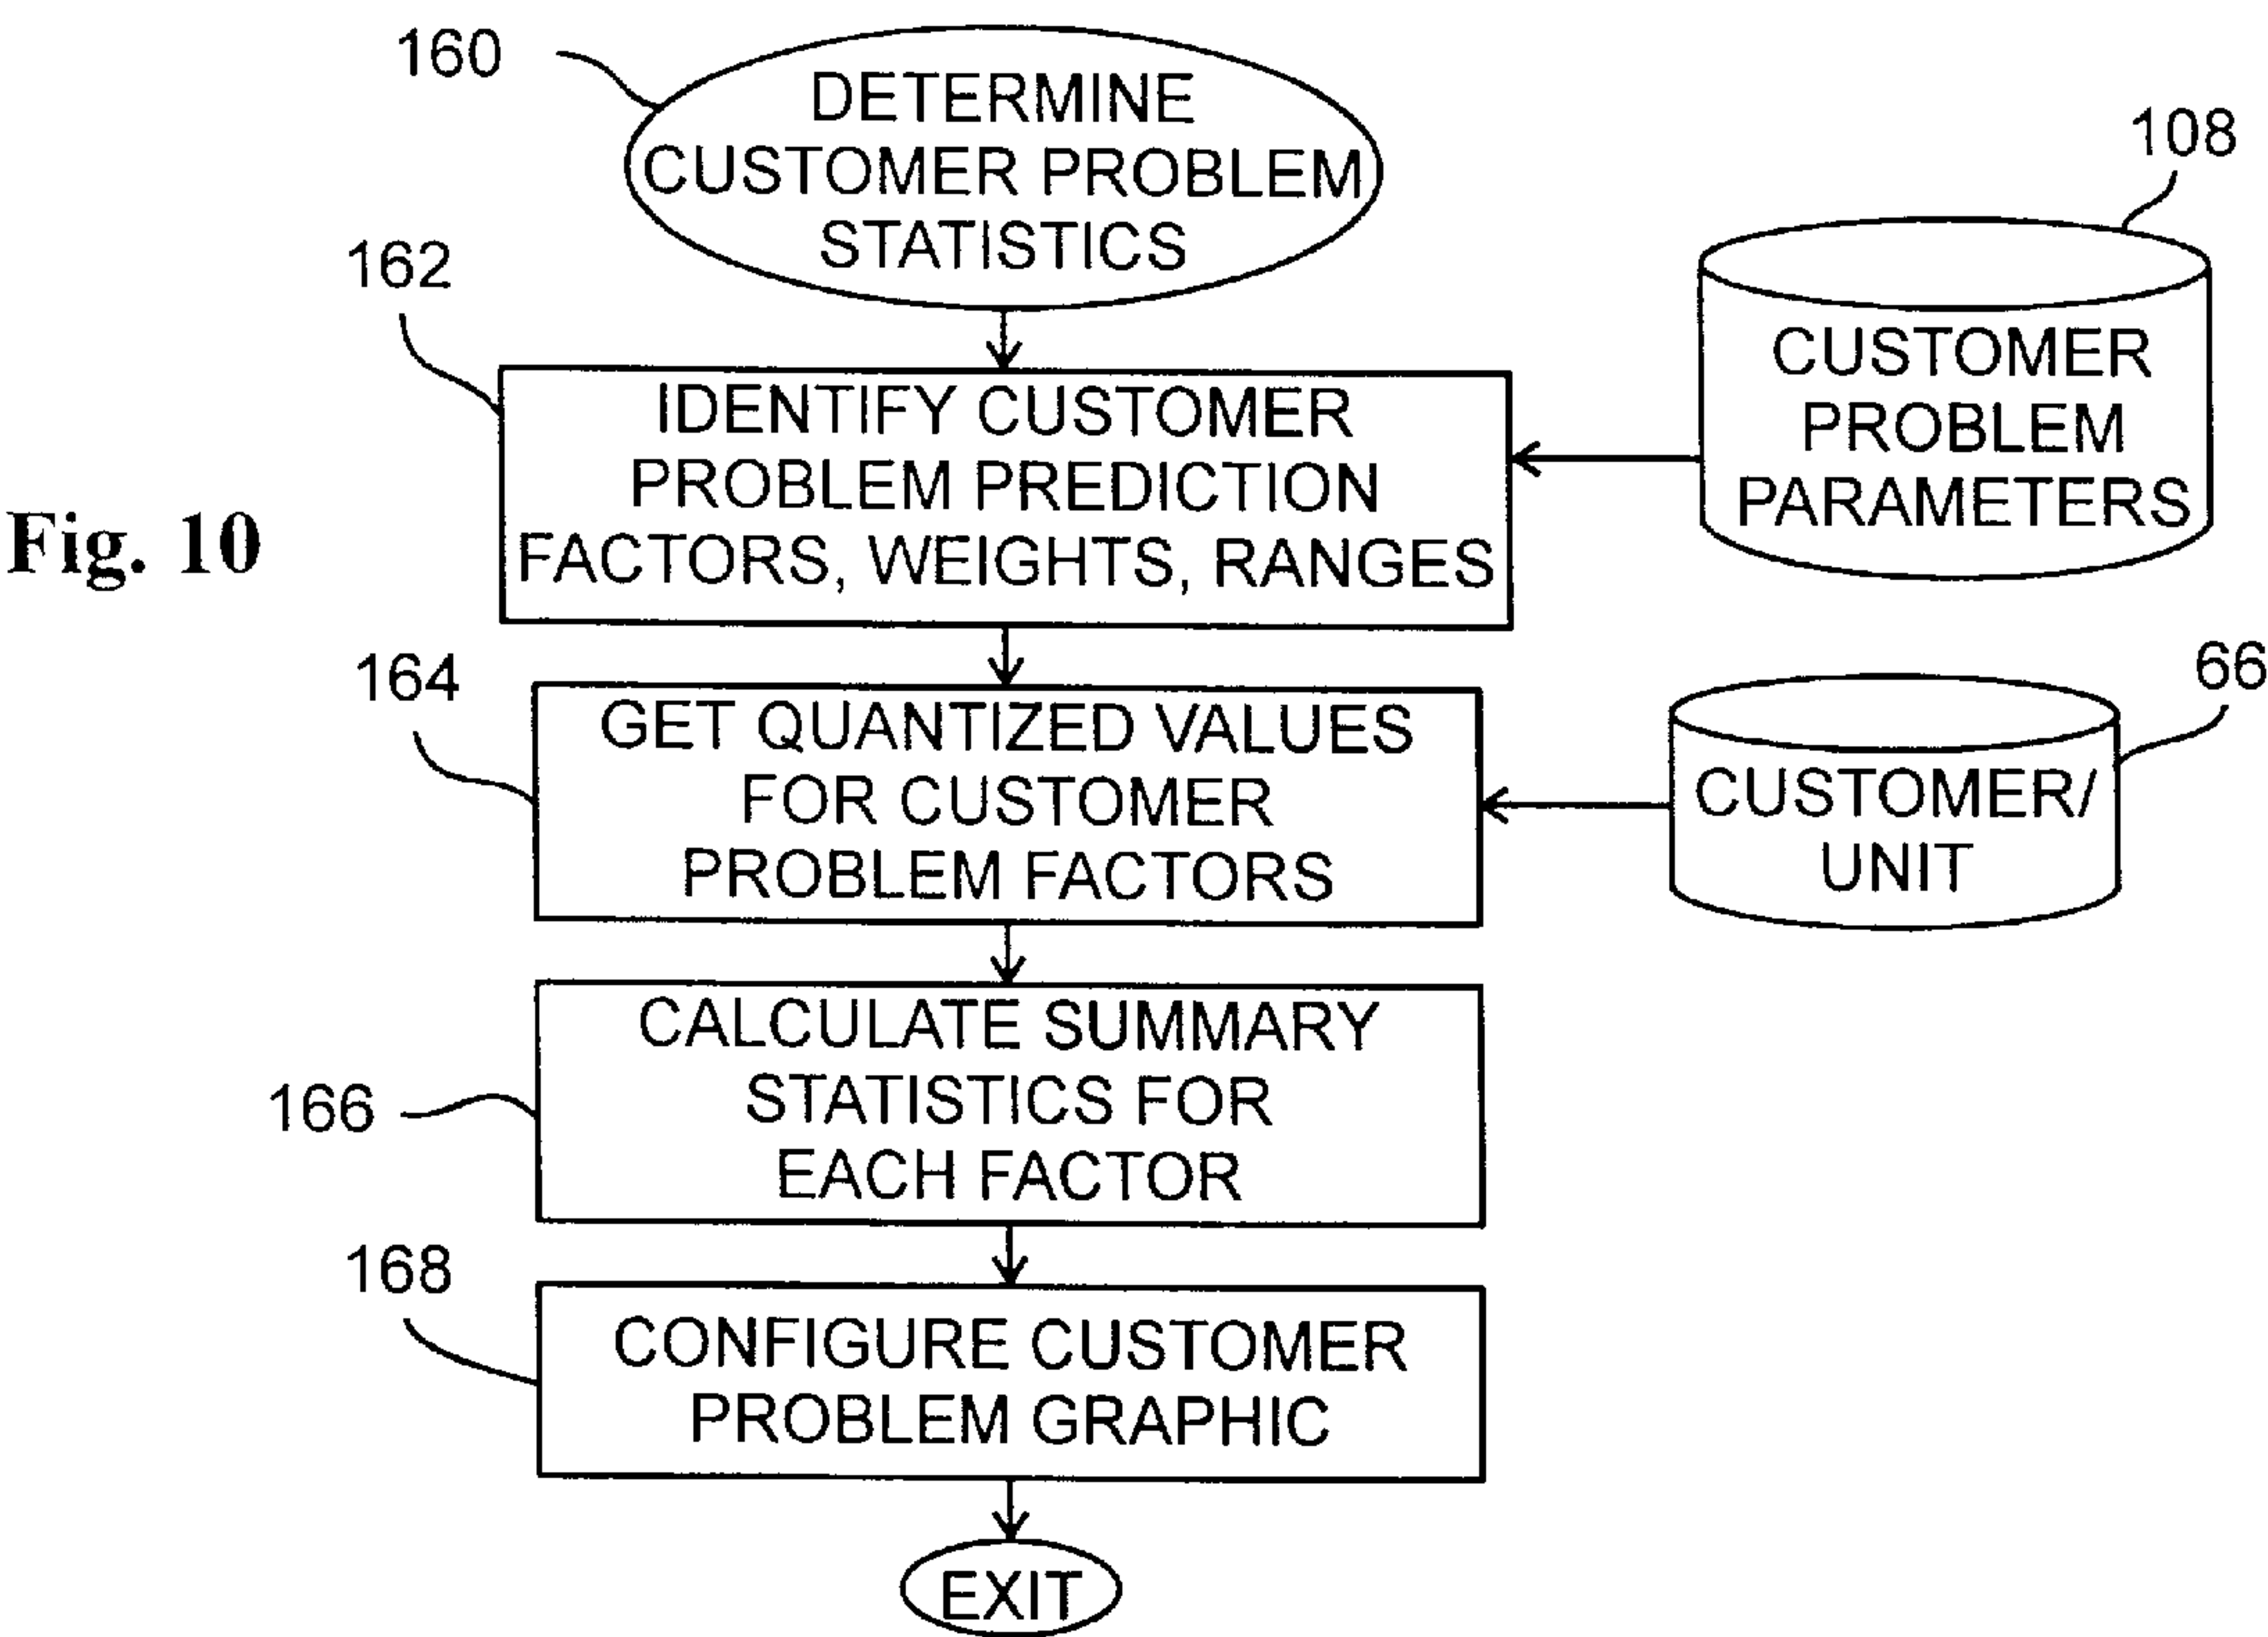 160
DETERMINE
CUSTOMER PROBLEM
STATISTICS
108
162
CUSTOMER
PROBLEM
PARAMETERS
IDENTIFY CUSTOMER
PROBLEM PREDICTION
FACTORS, WEIGHTS, RANGES
Fig. 10
164
GET QUANTIZED VALUES
FOR CUSTOMER
PROBLEM FACTORS
66
CUSTOMER/
UNIT
166
CALCULATE SUMMARY
STATISTICS FOR
EACH FACTOR
168
CONFIGURE CUSTOMER
PROBLEM GRAPHIC
EXIT